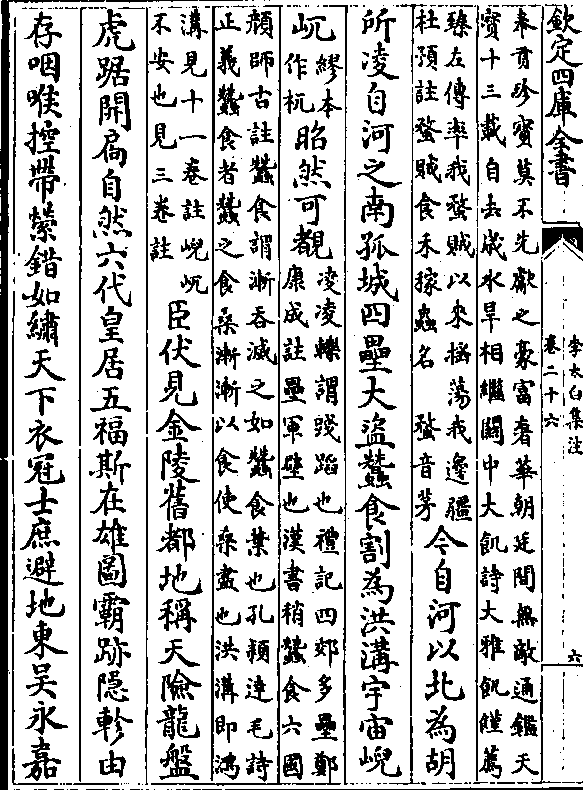 欽定四庫全書
李太白集注
卷二十六
六
奉貢珍寳莫不先獻之豪富奢華朝廷間無敵通鑑天
寳十三載自去歲水旱相繼關中大飢詩大雅飢饉薦
臻左傳率我蝥賊以來揺蕩我邊疆
杜預註蝥賊食禾稼蟲名 蝥音茅
今自河以北為胡
所凌自河之南孤城四壘大盗蠶食割為洪溝宇宙
屼
繆本
作杌
昭然可覩
凌凌轢謂踐蹈也禮記四郊多壘鄭
康成註壘軍壁也漢書稍蠶食六國
顔師古註蠶食謂漸吞滅之如蠶食葉也孔穎達毛詩
正義蠶食者蠶之食桑漸漸以食使桑盡也洪溝即鴻
溝見十一卷註屼
不安也見三卷註
臣伏見金陵舊都地稱天險龍盤
虎踞開扃自然六代皇居五福斯在雄圖霸跡隱軫由
存咽喉控帶縈錯如繡天下衣冠士庶避地東吴永嘉